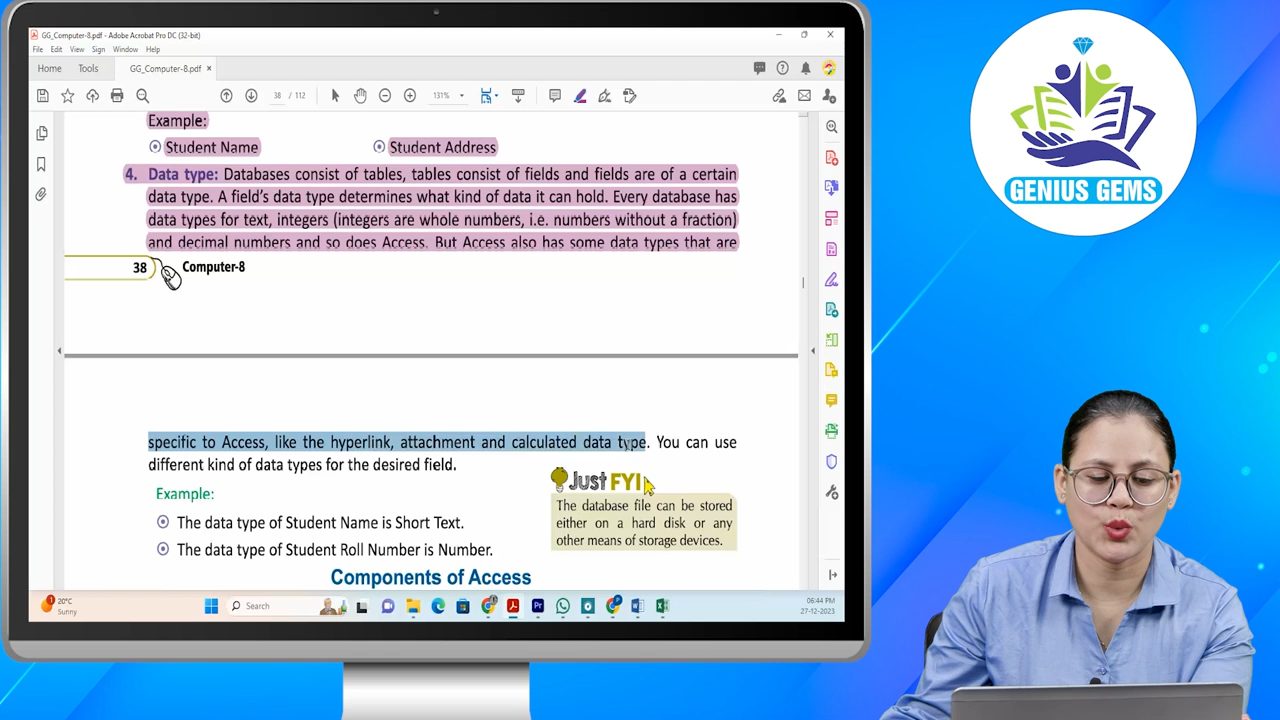 GG_Computer-8.pdf - Adobe Acrobat Pro DC (32-bit)
File Edit View Sign Window Help
Home Tools GG_Computer-8.pdf ×
38 / 112 131%
Example:
Student Name Student Address
4. Data type: Databases consist of tables, tables consist of fields and fields are of a certain
data type. A field's data type determines what kind of data it can hold. Every database has
data types for text, integers (integers are whole numbers, i.e. numbers without a fraction)
and decimal numbers and so does Access. But Access also has some data types that are
38 Computer-8
specific to Access, like the hyperlink, attachment and calculated data type. You can use
different kind of data types for the desired field.
Just FYI
Example:
The database file can be stored
either on a hard disk or any
other means of storage devices.
The data type of Student Name is Short Text.
The data type of Student Roll Number is Number.
Components of Access
20°C
Sunny
Search
06:44 PM
27-12-2023
GENIUS GEMS